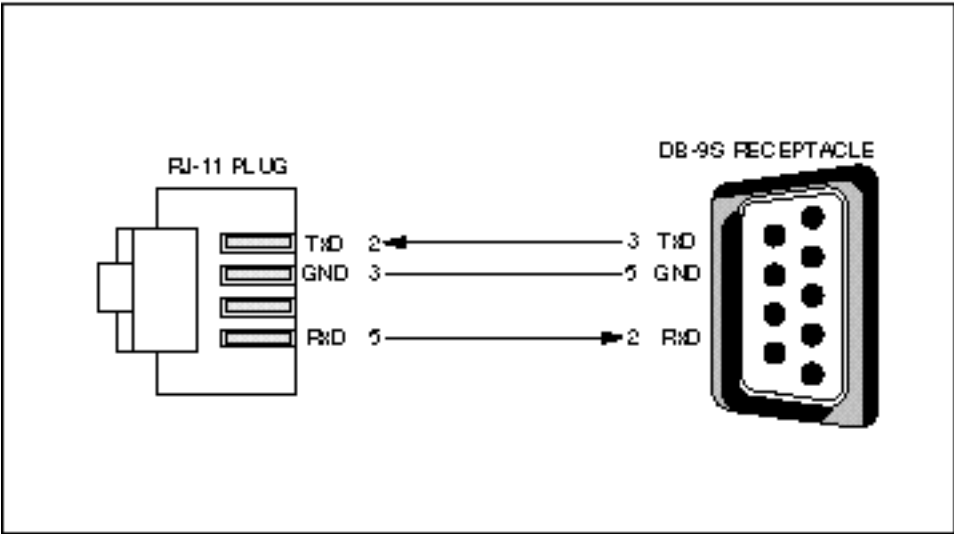 DB-9S RECEPTACLE
RJ-11 PLUG
TxD 2 3 TxD
GND 3 5 GND
RxD 5 2 RxD